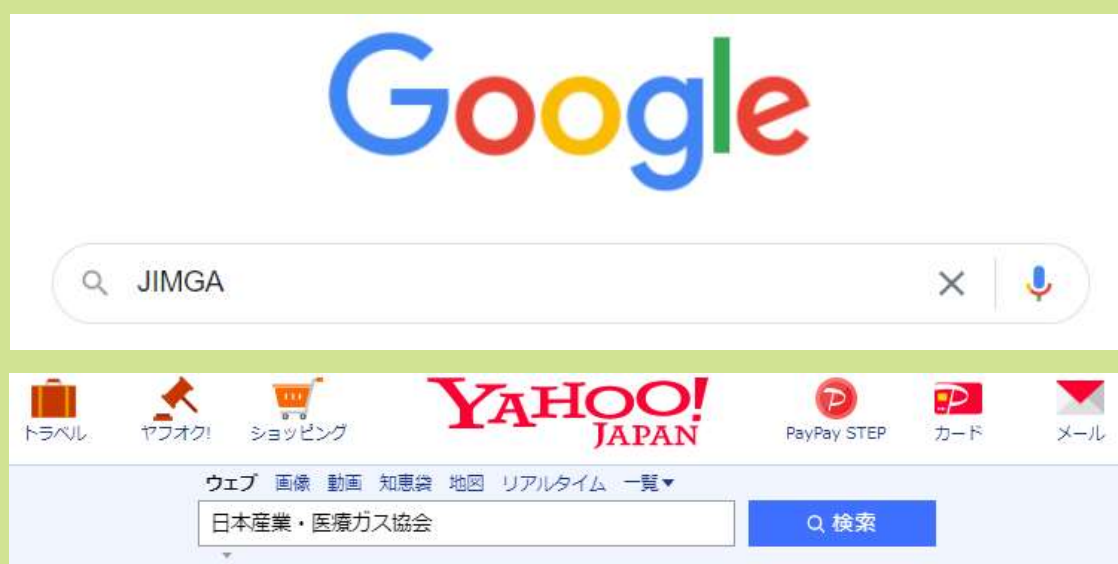 Google
JIMGA
トラベル ヤフオク! ショッピング YAHOO! JAPAN PayPay STEP カード メール
ウェブ 画像 動画 知恵袋 地図 リアルタイム 一覧▼
日本産業・医療ガス協会 検索